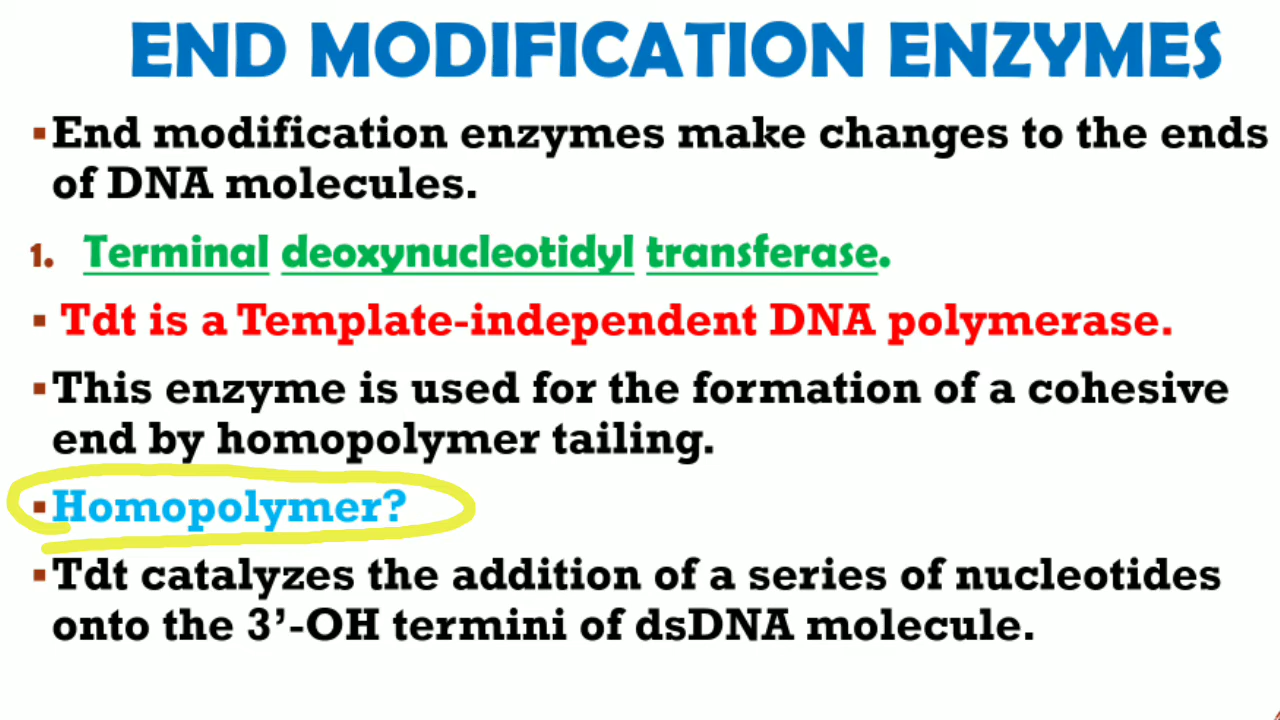 END MODIFICATION ENZYMES
▪End modification enzymes make changes to the ends
of DNA molecules.
1. Terminal deoxynucleotidyl transferase.
▪ Tdt is a Template-independent DNA polymerase.
▪This enzyme is used for the formation of a cohesive
end by homopolymer tailing.
▪Homopolymer?
▪Tdt catalyzes the addition of a series of nucleotides
onto the 3’-OH termini of dsDNA molecule.